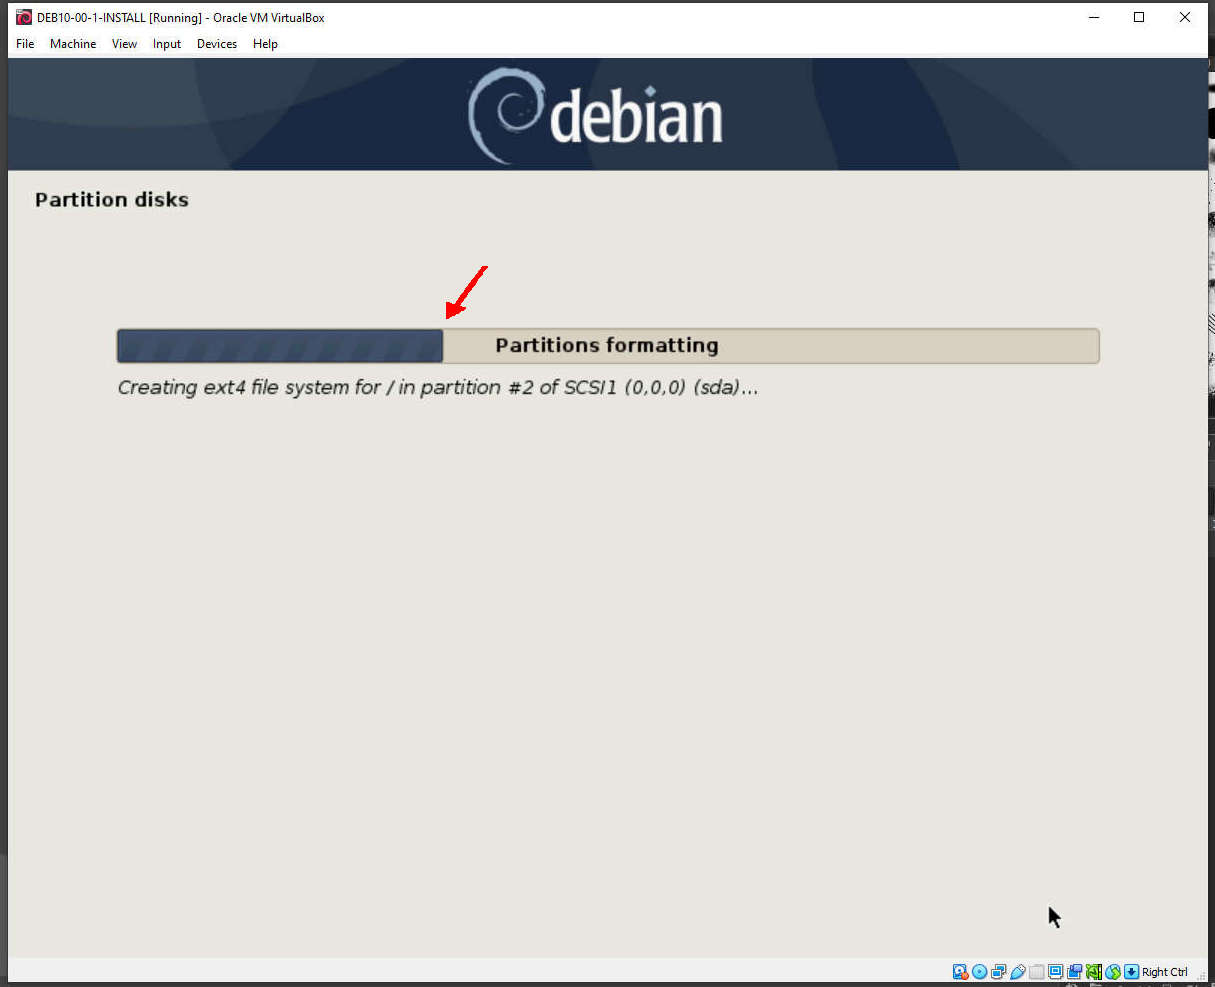 DEB10-00-1-INSTALL [Running] - Oracle VM VirtualBox
File Machine View Input Devices Help
debian
Partition disks
Partitions formatting
Creating ext4 file system for / in partition #2 of SCSI1 (0,0,0) (sda)...
Right Ctrl